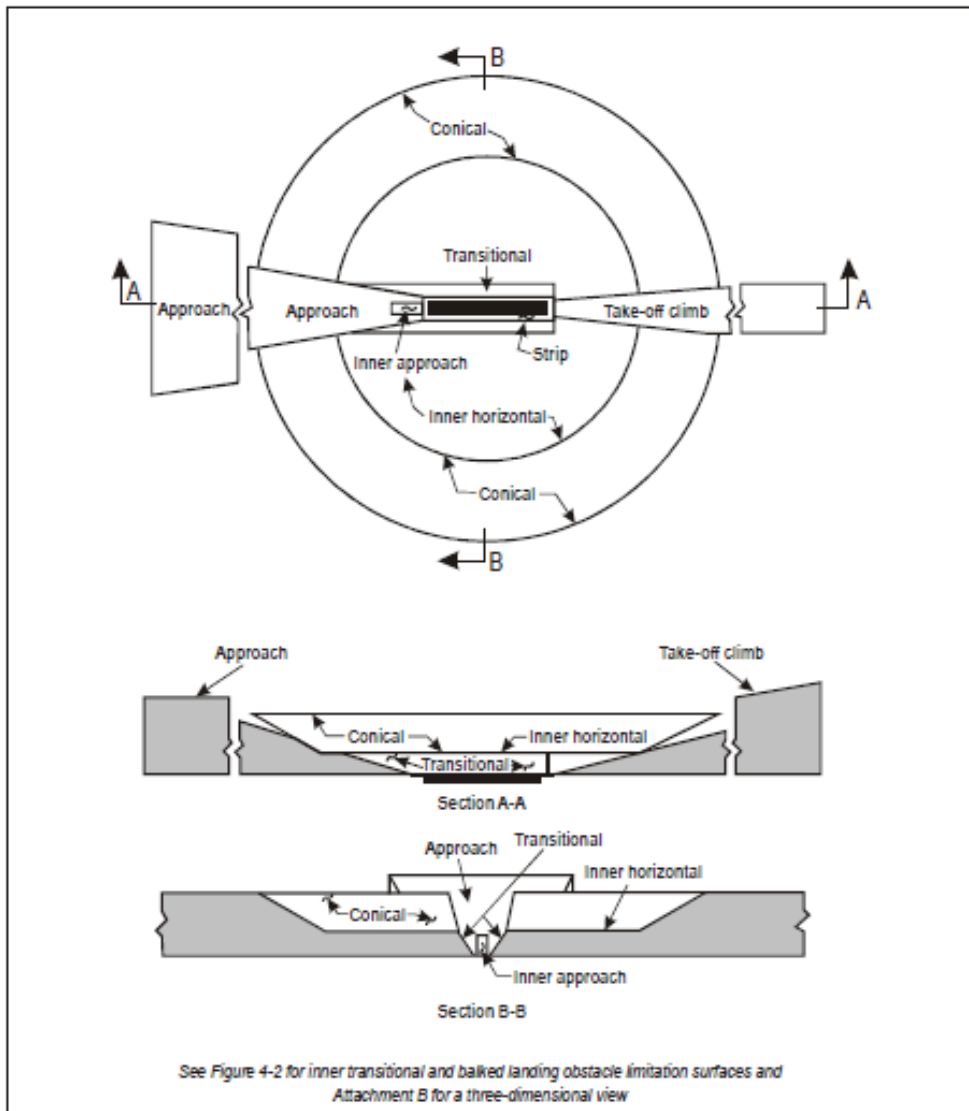 B
Conical
Transitional
A
A
Approach
Approach
Take-off climb
Strip
Inner approach
Inner horizontal
Conical
B
Approach
Take-off climb
Conical
Inner horizontal
Transitional
Section A-A
Transitional
Approach
Inner horizontal
Conical
Inner approach
Section B-B
See Figure 4-2 for inner transitional and balked landing obstacle limitation surfaces and
Attachment B for a three-dimensional view